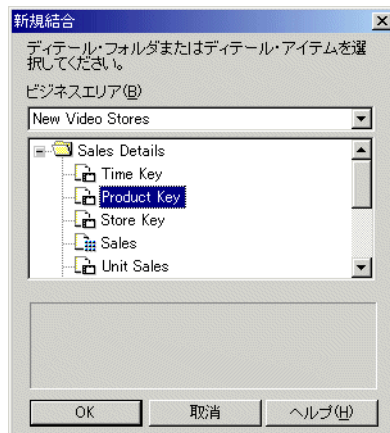 新規結合
ディテール・フォルダまたはディテール・アイテムを選
択してください。
ビジネスエリア(B)
New Video Stores
Sales Details
Time Key
Product Key
Store Key
Sales
Unit Sales
OK 取消 ヘルプ(H)